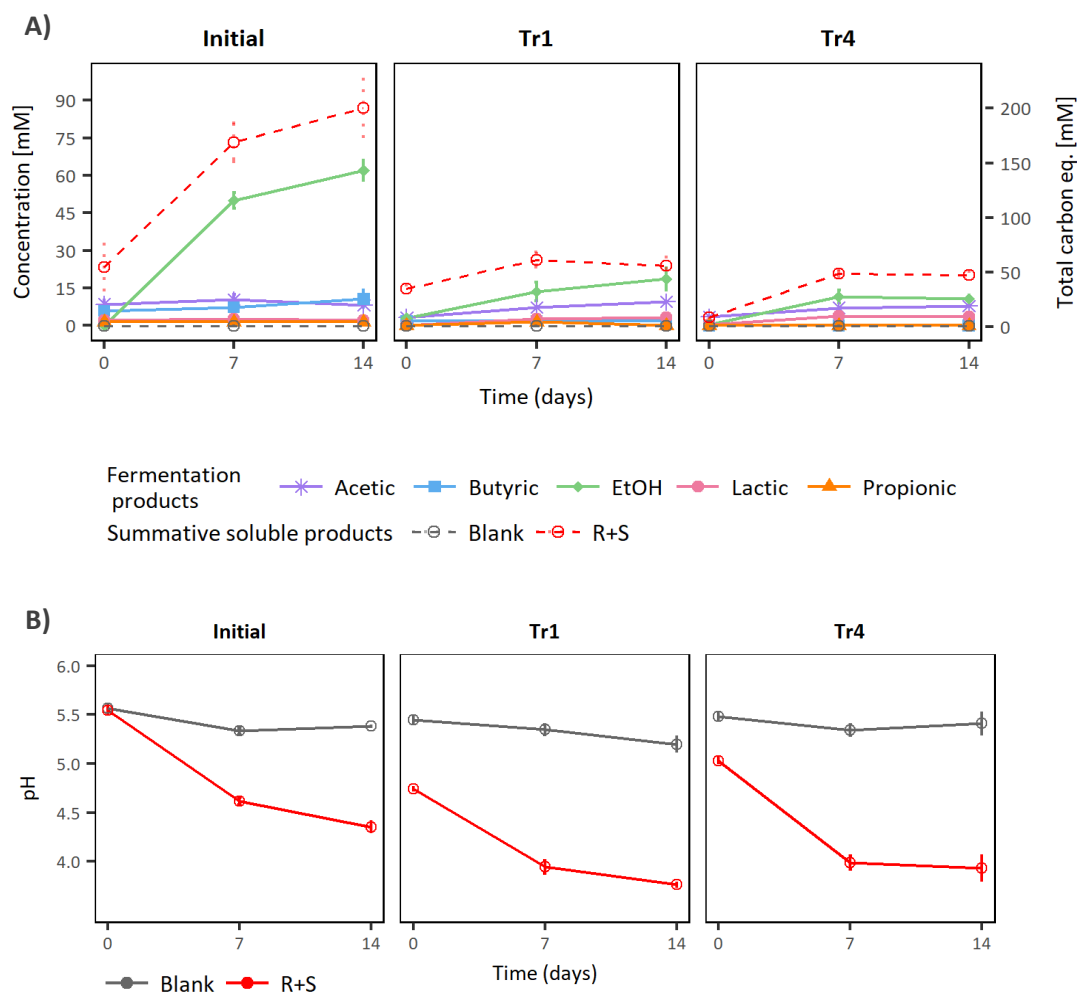 A)
Initial Tr1 Tr4
Concentration [mM]
90
75
60
45
30
15
0
200
150
100
50
0
Total carbon eq. [mM]
0 7 14 0 7 14 0 7 14
Time (days)
Fermentation
products
Acetic Butyric EtOH Lactic Propionic
Summative soluble products Blank R+S
B)
Initial Tr1 Tr4
pH
6.0
5.5
5.0
4.5
4.0
0 7 14 0 7 14 0 7 14
Time (days)
Blank R+S